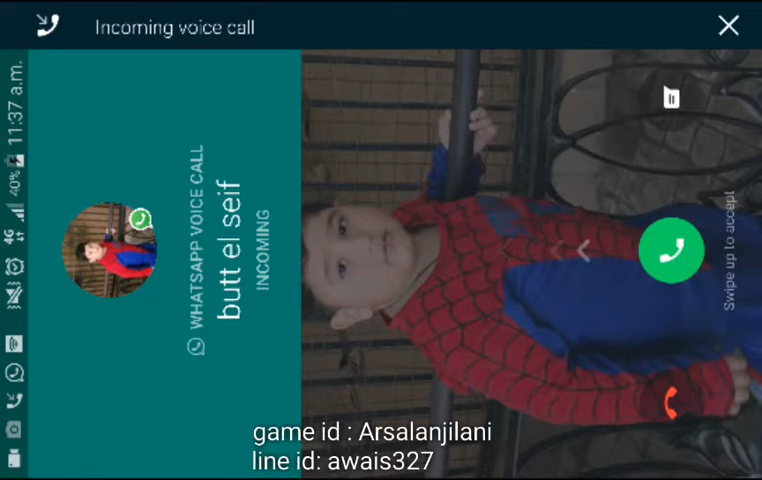 Incoming voice call
11:37 a.m.
40%
4G
WHATSAPP VOICE CALL
butt el seif
INCOMING
Swipe up to accept
game id : Arsalanjilani
line id: awais327